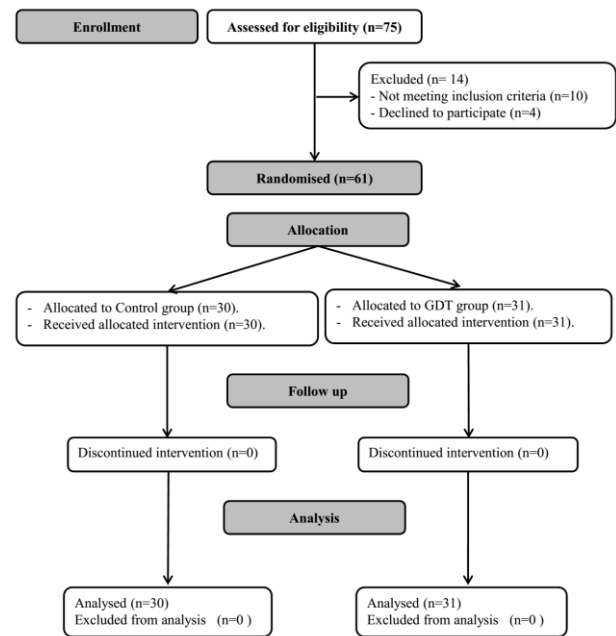 Enrollment
Assessed for eligibility (n=75)
Excluded (n= 14)
- Not meeting inclusion criteria (n=10)
- Declined to participate (n=4)
Randomised (n=61)
Allocation
- Allocated to Control group (n=30).
- Received allocated intervention (n=30).
- Allocated to GDT group (n=31).
- Received allocated intervention (n=31).
Follow up
Discontinued intervention (n=0)
Discontinued intervention (n=0)
Analysis
Analysed (n=30)
Excluded from analysis (n=0 )
Analysed (n=31)
Excluded from analysis (n=0 )